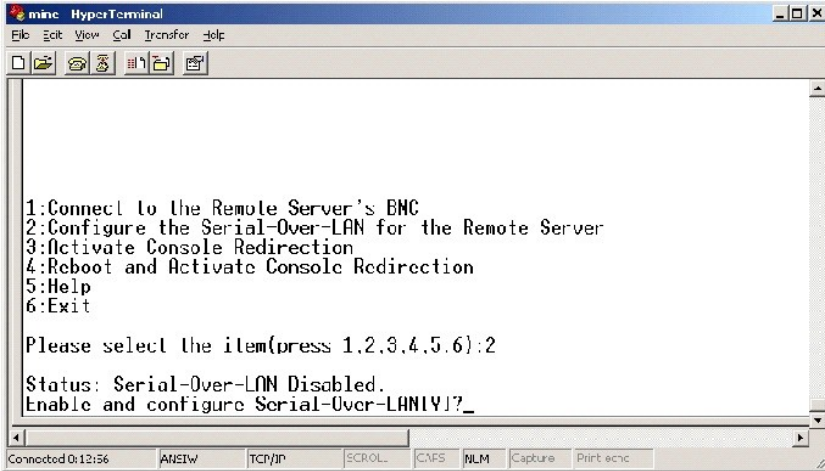 mine HyperTerminal
File Edit View Call Transfer Help
1:Connect to the Remote Server's BMC
2:Configure the Serial-Over-LAN for the Remote Server
3:Activate Console Redirection
4:Reboot and Activate Console Redirection
5:Help
6:Exit
Please select the item(press 1,2,3,4,5,6):2
Status: Serial-Over-LAN Disabled.
Enable and configure Serial-Over-LAN[Y]?_
Connected 0:12:56 ANSIW TCP/IP SCROLL CAPS NUM Capture Print echo